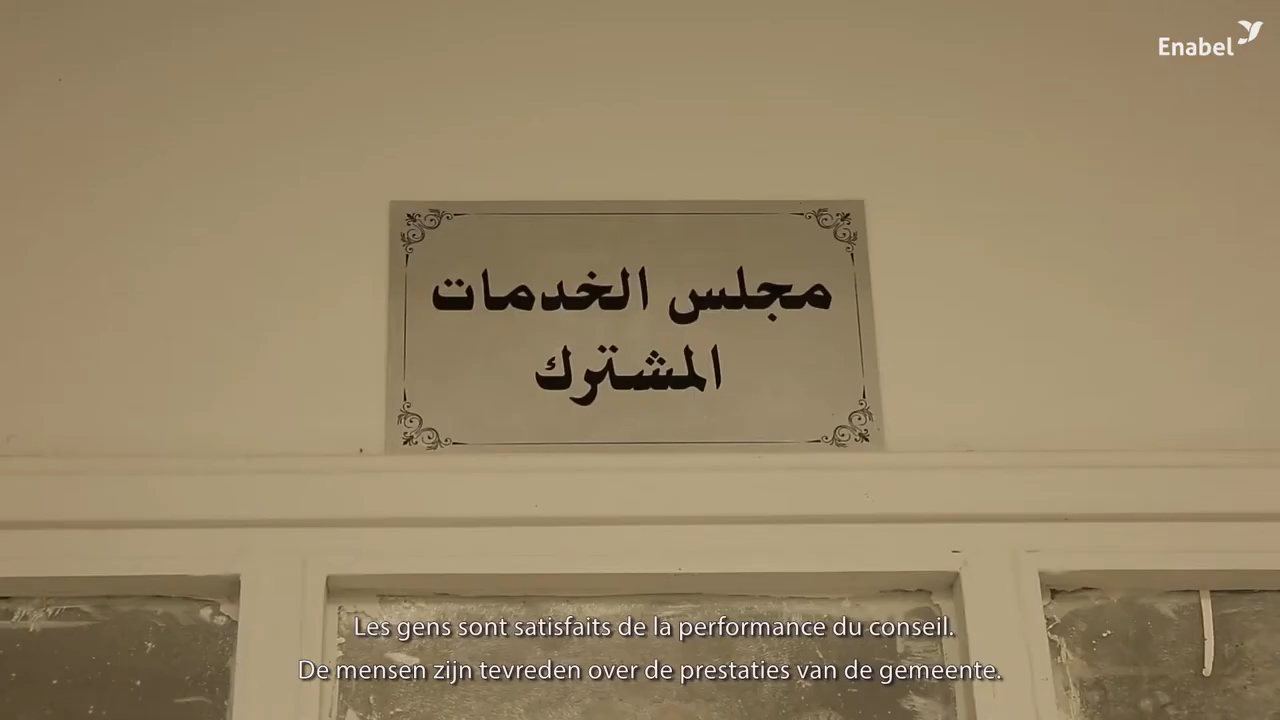 Enabel
مجلس الخدمات
المشترك
Les gens sont satisfaits de la performance du conseil.
De mensen zijn tevreden over de prestaties van de gemeente.